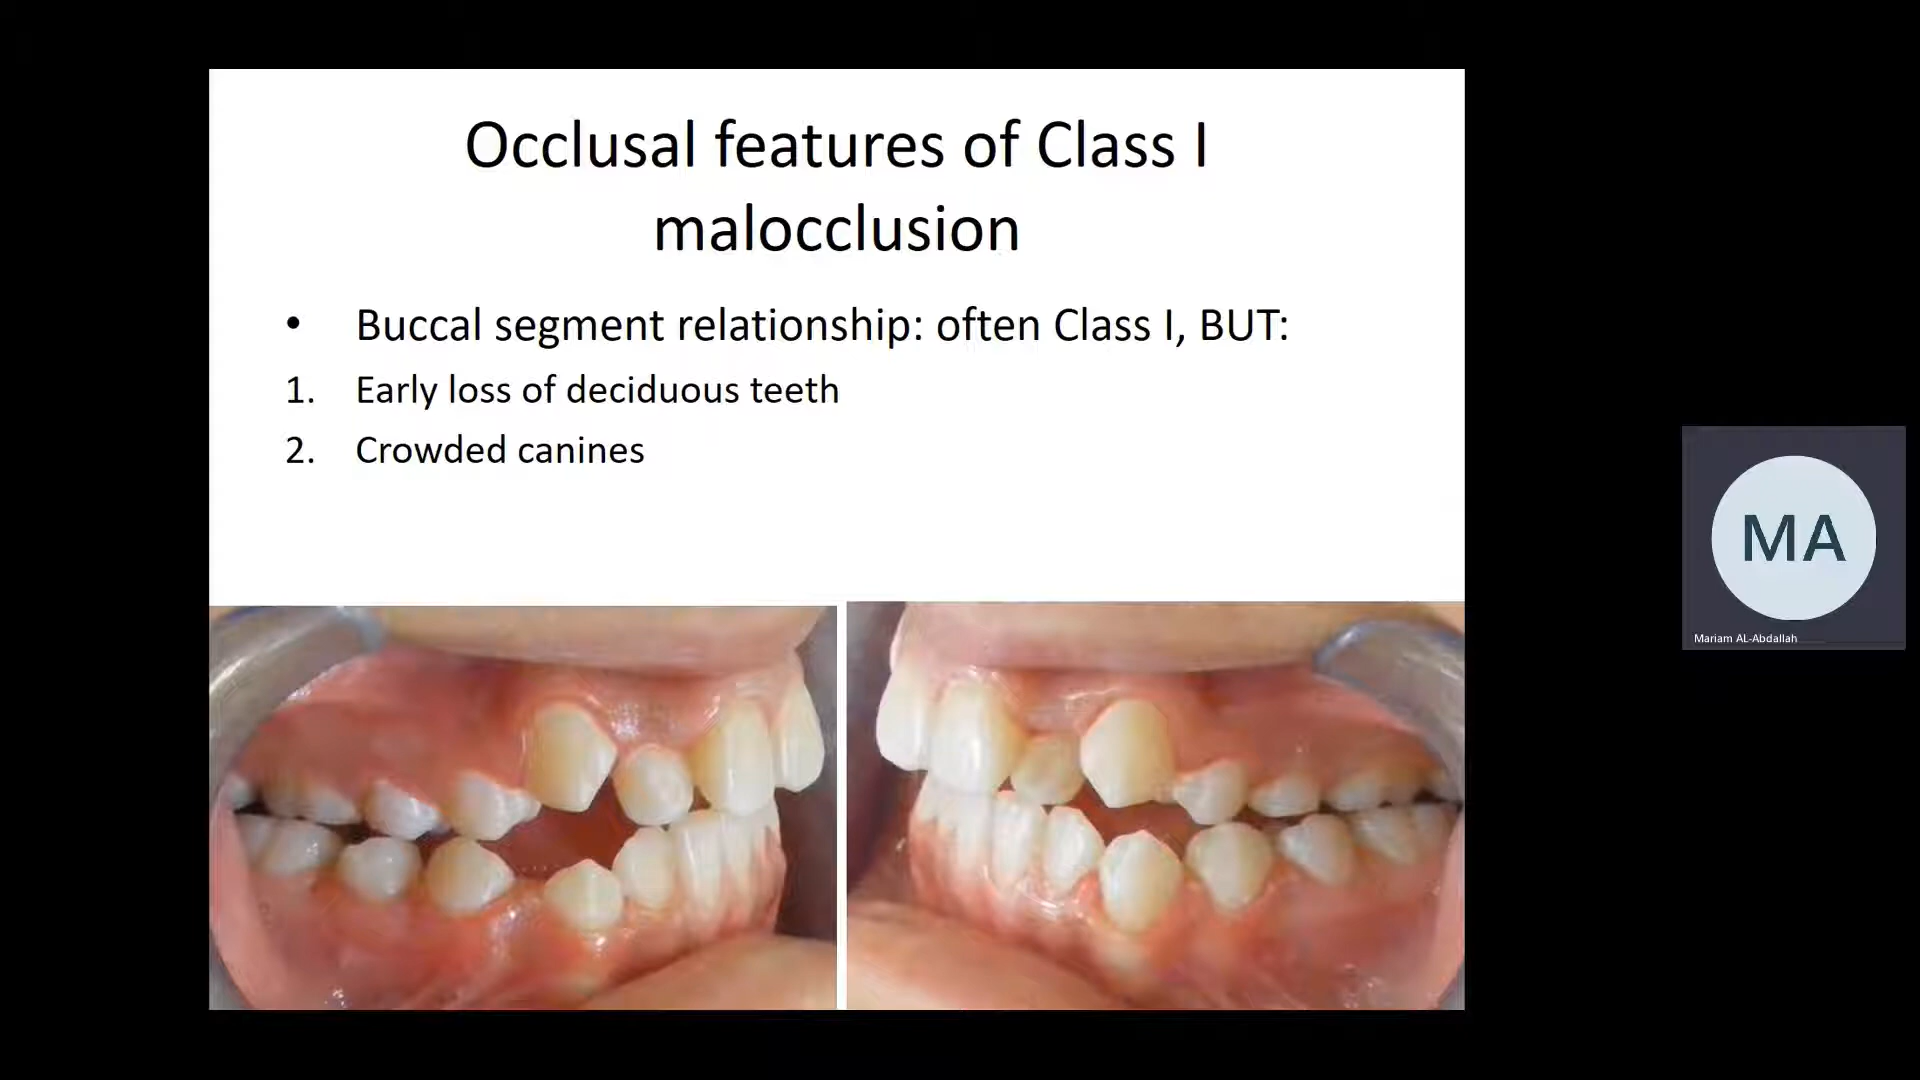 Occlusal features of Class I
malocclusion
• Buccal segment relationship: often Class I, BUT:
1. Early loss of deciduous teeth
2. Crowded canines
MA
Mariam AL-Abdallah